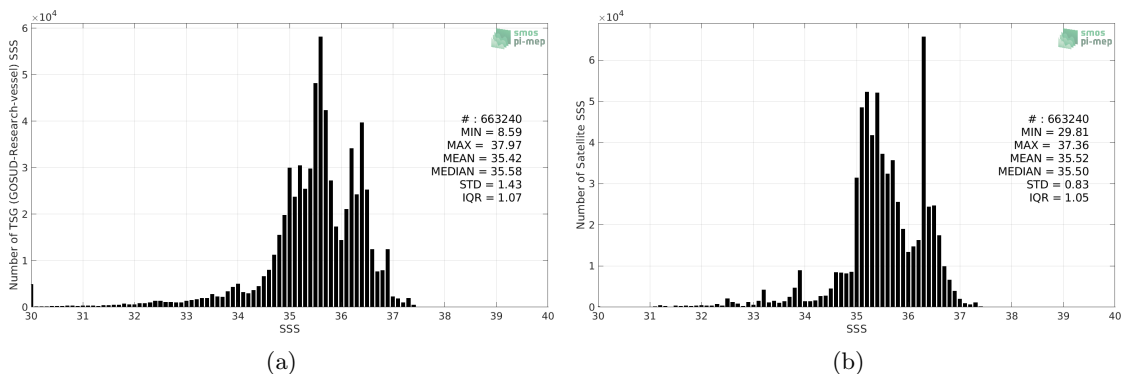 ×10⁴
6
5
4
3
2
1
0
Number of TSG (GOSUD-Research-vessel) SSS
smos
pi-mep
# : 663240
MIN = 8.59
MAX = 37.97
MEAN = 35.42
MEDIAN = 35.58
STD = 1.43
IQR = 1.07
30 31 32 33 34 35 36 37 38 39 40
SSS
(a)
×10⁴
6
5
4
3
2
1
0
Number of Satellite SSS
smos
pi-mep
# : 663240
MIN = 29.81
MAX = 37.36
MEAN = 35.52
MEDIAN = 35.50
STD = 0.83
IQR = 1.05
30 31 32 33 34 35 36 37 38 39 40
SSS
(b)